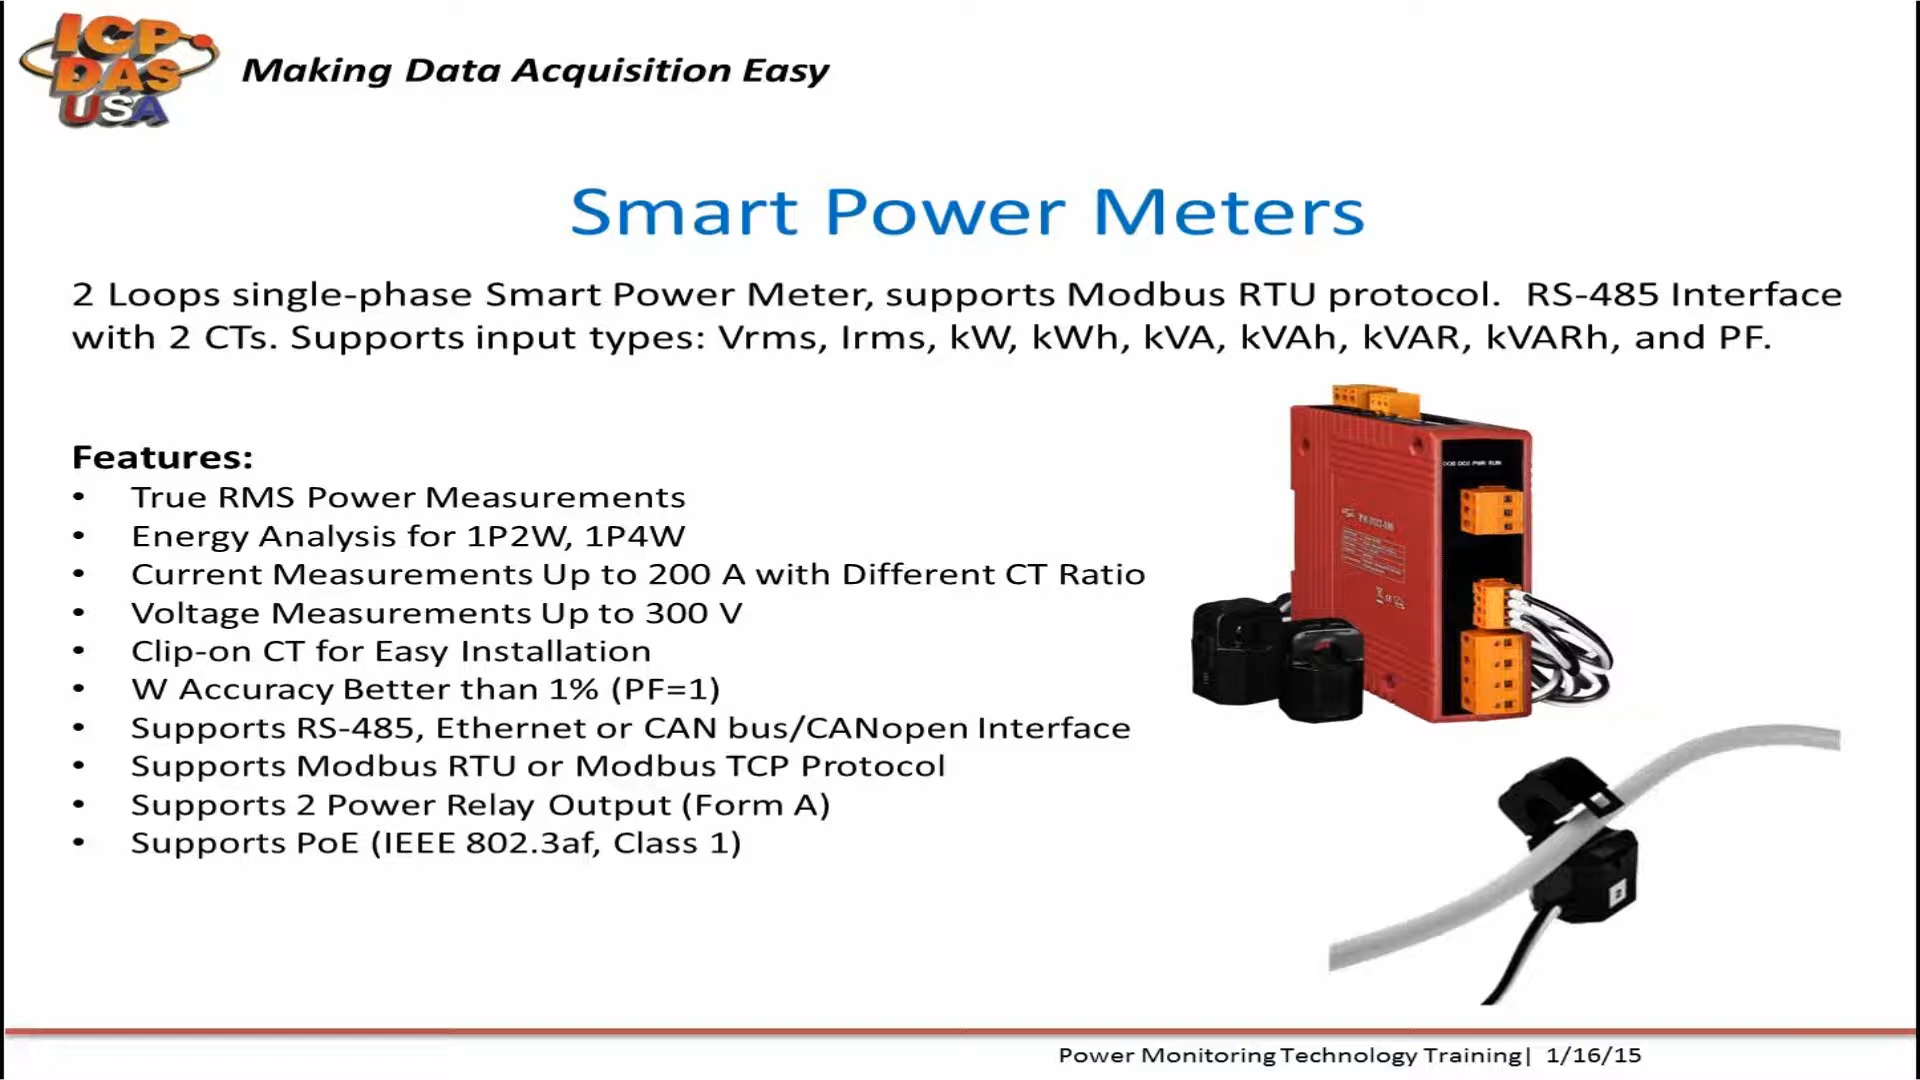 ICP
DAS
USA
Making Data Acquisition Easy
Smart Power Meters
2 Loops single-phase Smart Power Meter, supports Modbus RTU protocol.  RS-485 Interface
with 2 CTs. Supports input types: Vrms, Irms, kW, kWh, kVA, kVAh, kVAR, kVARh, and PF.
Features:
• True RMS Power Measurements
• Energy Analysis for 1P2W, 1P4W
• Current Measurements Up to 200 A with Different CT Ratio
• Voltage Measurements Up to 300 V
• Clip-on CT for Easy Installation
• W Accuracy Better than 1% (PF=1)
• Supports RS-485, Ethernet or CAN bus/CANopen Interface
• Supports Modbus RTU or Modbus TCP Protocol
• Supports 2 Power Relay Output (Form A)
• Supports PoE (IEEE 802.3af, Class 1)
Power Monitoring Technology Training| 1/16/15